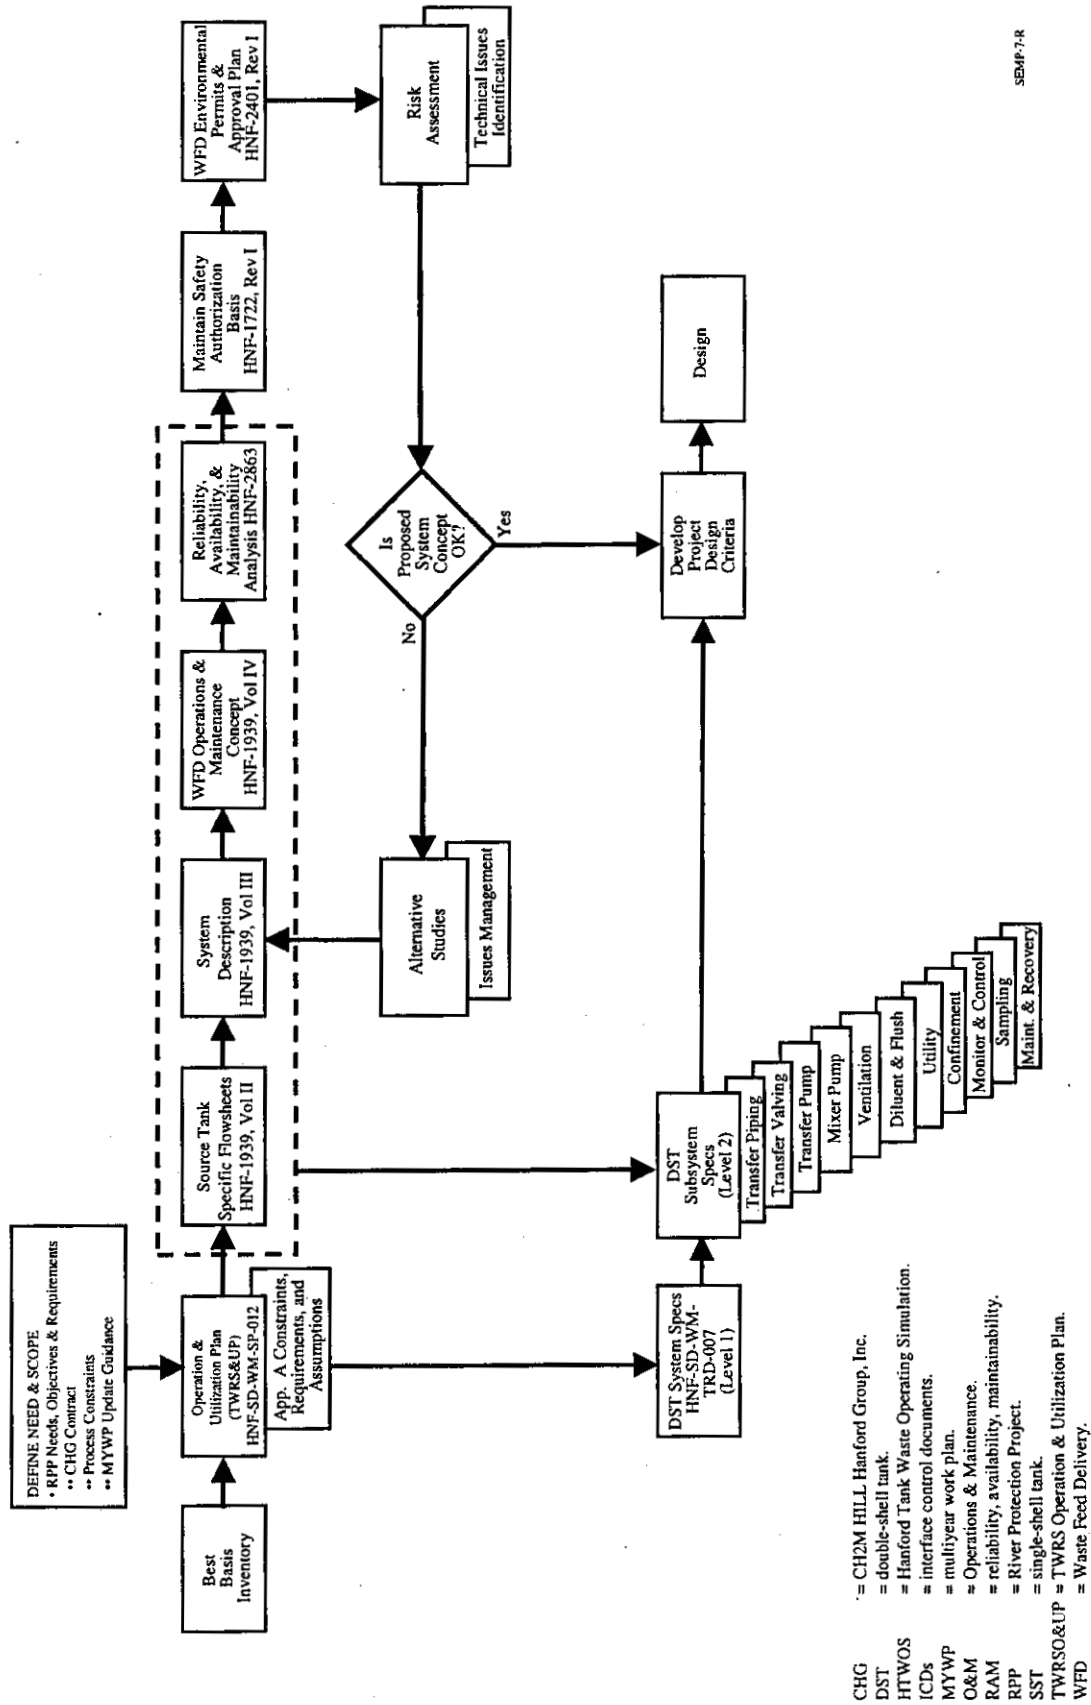 DEFINE NEED & SCOPE
• RPP Needs, Objectives & Requirements
•• CHG Contract
•• Process Constraints
•• MYWP Update Guidance
Best
Basis
Inventory
Operation &
Utilization Plan
(TWRS&UP)
HNF-SD-WM-SP-012
App. A Constraints,
Requirements, and
Assumptions
Source Tank
Specific Flowsheets
HNF-1939, Vol II
System
Description
HNF-1939, Vol III
WFD Operations &
Maintenance
Concept
HNF-1939, Vol IV
Reliability,
Availability, &
Maintainability
Analysis HNF-2863
Maintain Safety
Authorization
Basis
HNF-1722, Rev I
WFD Environmental
Permits &
Approval Plan
HNF-2401, Rev I
Alternative
Studies
Issues Management
No
Is
Proposed
System
Concept
OK?
Yes
Risk
Assessment
Technical Issues
Identification
DST System Specs
HNF-SD-WM-
TRD-007
(Level 1)
DST
Subsystem
Specs
(Level 2)
Transfer Piping
Transfer Valving
Transfer Pump
Mixer Pump
Ventilation
Diluent & Flush
Utility
Confinement
Monitor & Control
Sampling
Maint. & Recovery
Develop
Project
Design
Criteria
Design
CHG = CH2M HILL Hanford Group, Inc.
DST = double-shell tank.
HTWOS = Hanford Tank Waste Operating Simulation.
ICDs = interface control documents.
MYWP = multiyear work plan.
O&M = Operations & Maintenance.
RAM = reliability, availability, maintainability.
RPP = River Protection Project.
SST = single-shell tank.
TWRSO&UP = TWRS Operation & Utilization Plan.
WFD = Waste Feed Delivery.
SEMP-7-R